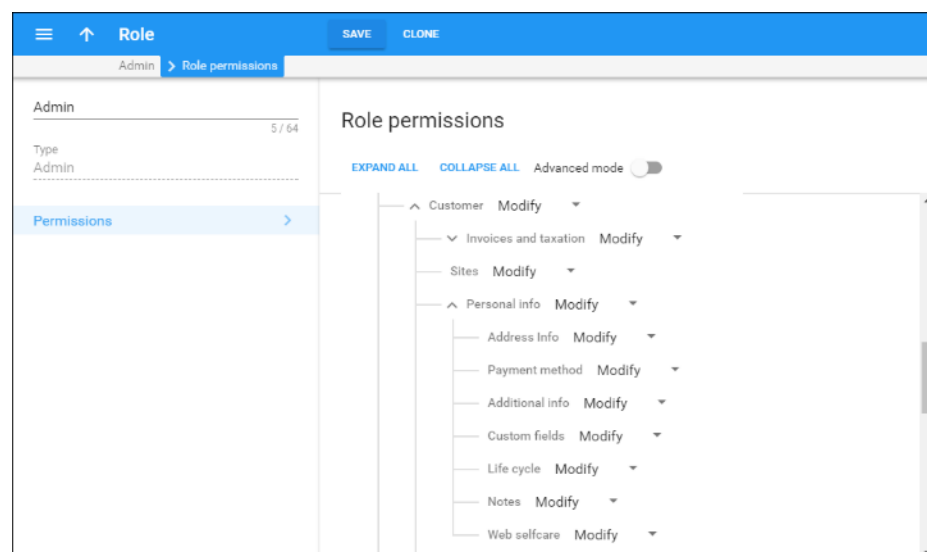 Role SAVE CLONE
Admin Role permissions
Admin
5 / 64
Type
Admin
Permissions
Role permissions
EXPAND ALL COLLAPSE ALL Advanced mode
Customer Modify
Invoices and taxation Modify
Sites Modify
Personal info Modify
Address Info Modify
Payment method Modify
Additional info Modify
Custom fields Modify
Life cycle Modify
Notes Modify
Web selfcare Modify